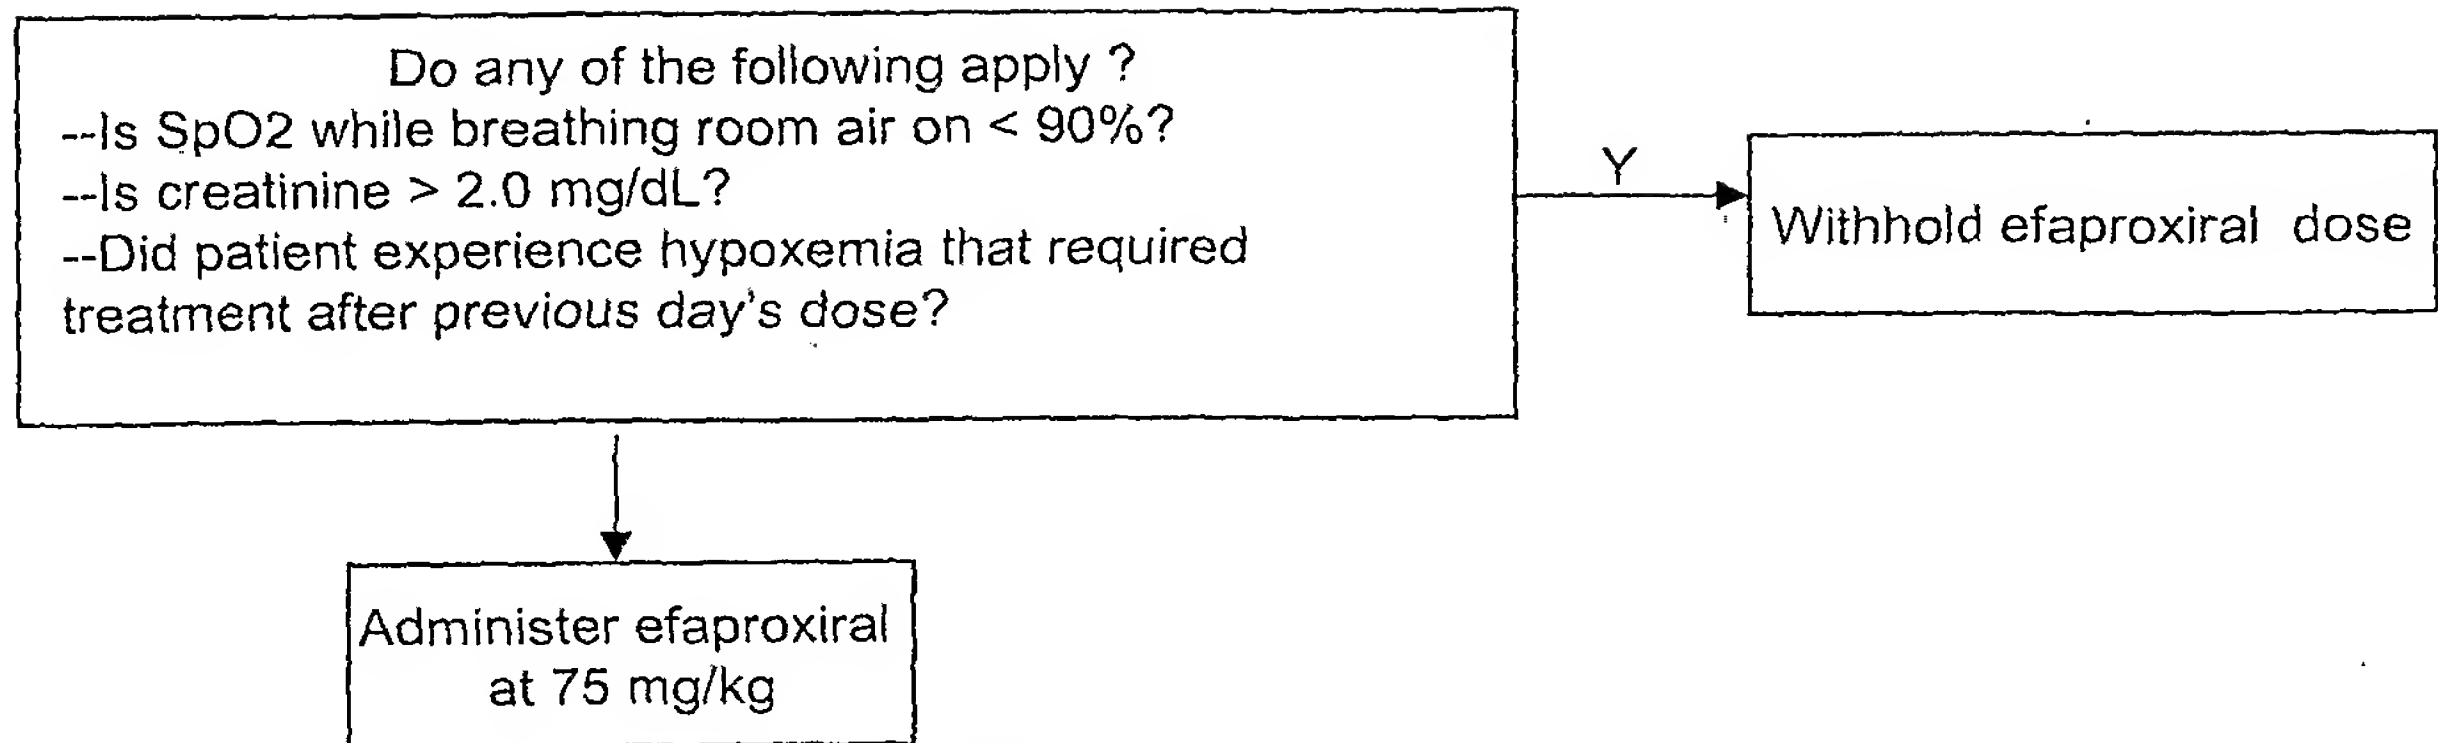 Do any of the following apply ?
--Is SpO2 while breathing room air on < 90%?
--Is creatinine > 2.0 mg/dL?
--Did patient experience hypoxemia that required
treatment after previous day's dose?
Y
Withhold efaproxiral dose
Administer efaproxiral
at 75 mg/kg